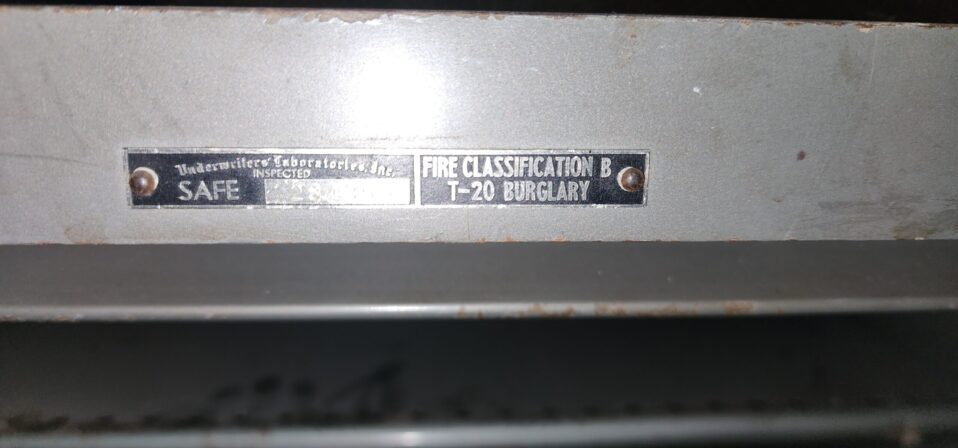 Underwriters' Laboratories, Inc.
INSPECTED
SAFE
FIRE CLASSIFICATION B
T-20 BURGLARY